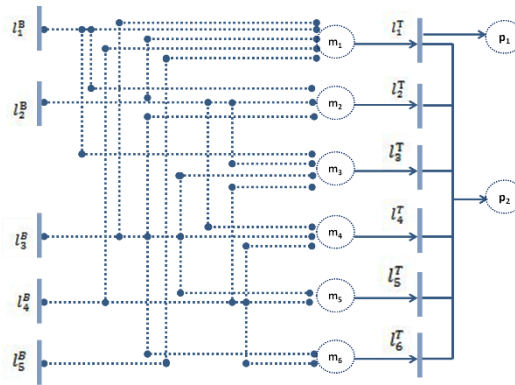 l₁ᴮ
m₁
l₁ᵀ
p₁
l₂ᴮ
m₂
l₂ᵀ
m₃
l₃ᵀ
p₂
l₃ᴮ
m₄
l₄ᵀ
l₄ᴮ
m₅
l₅ᵀ
l₅ᴮ
m₆
l₆ᵀ